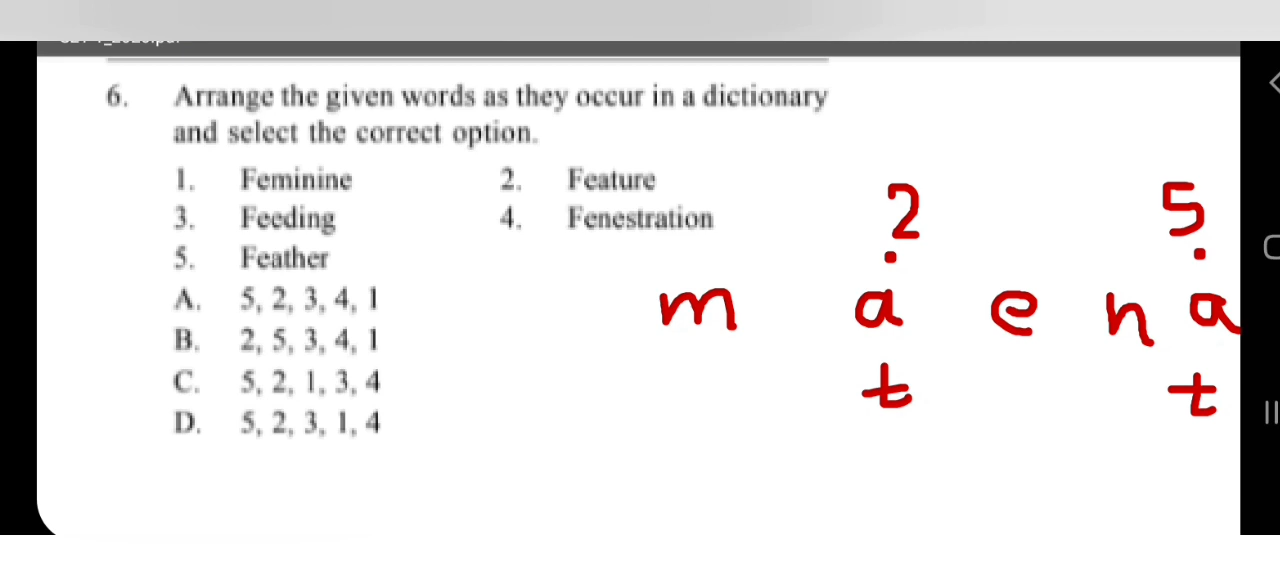 6. Arrange the given words as they occur in a dictionary
and select the correct option.
1. Feminine 2. Feature
3. Feeding 4. Fenestration
5. Feather
A. 5, 2, 3, 4, 1
B. 2, 5, 3, 4, 1
C. 5, 2, 1, 3, 4
D. 5, 2, 3, 1, 4
2 5
m a e n a
t t